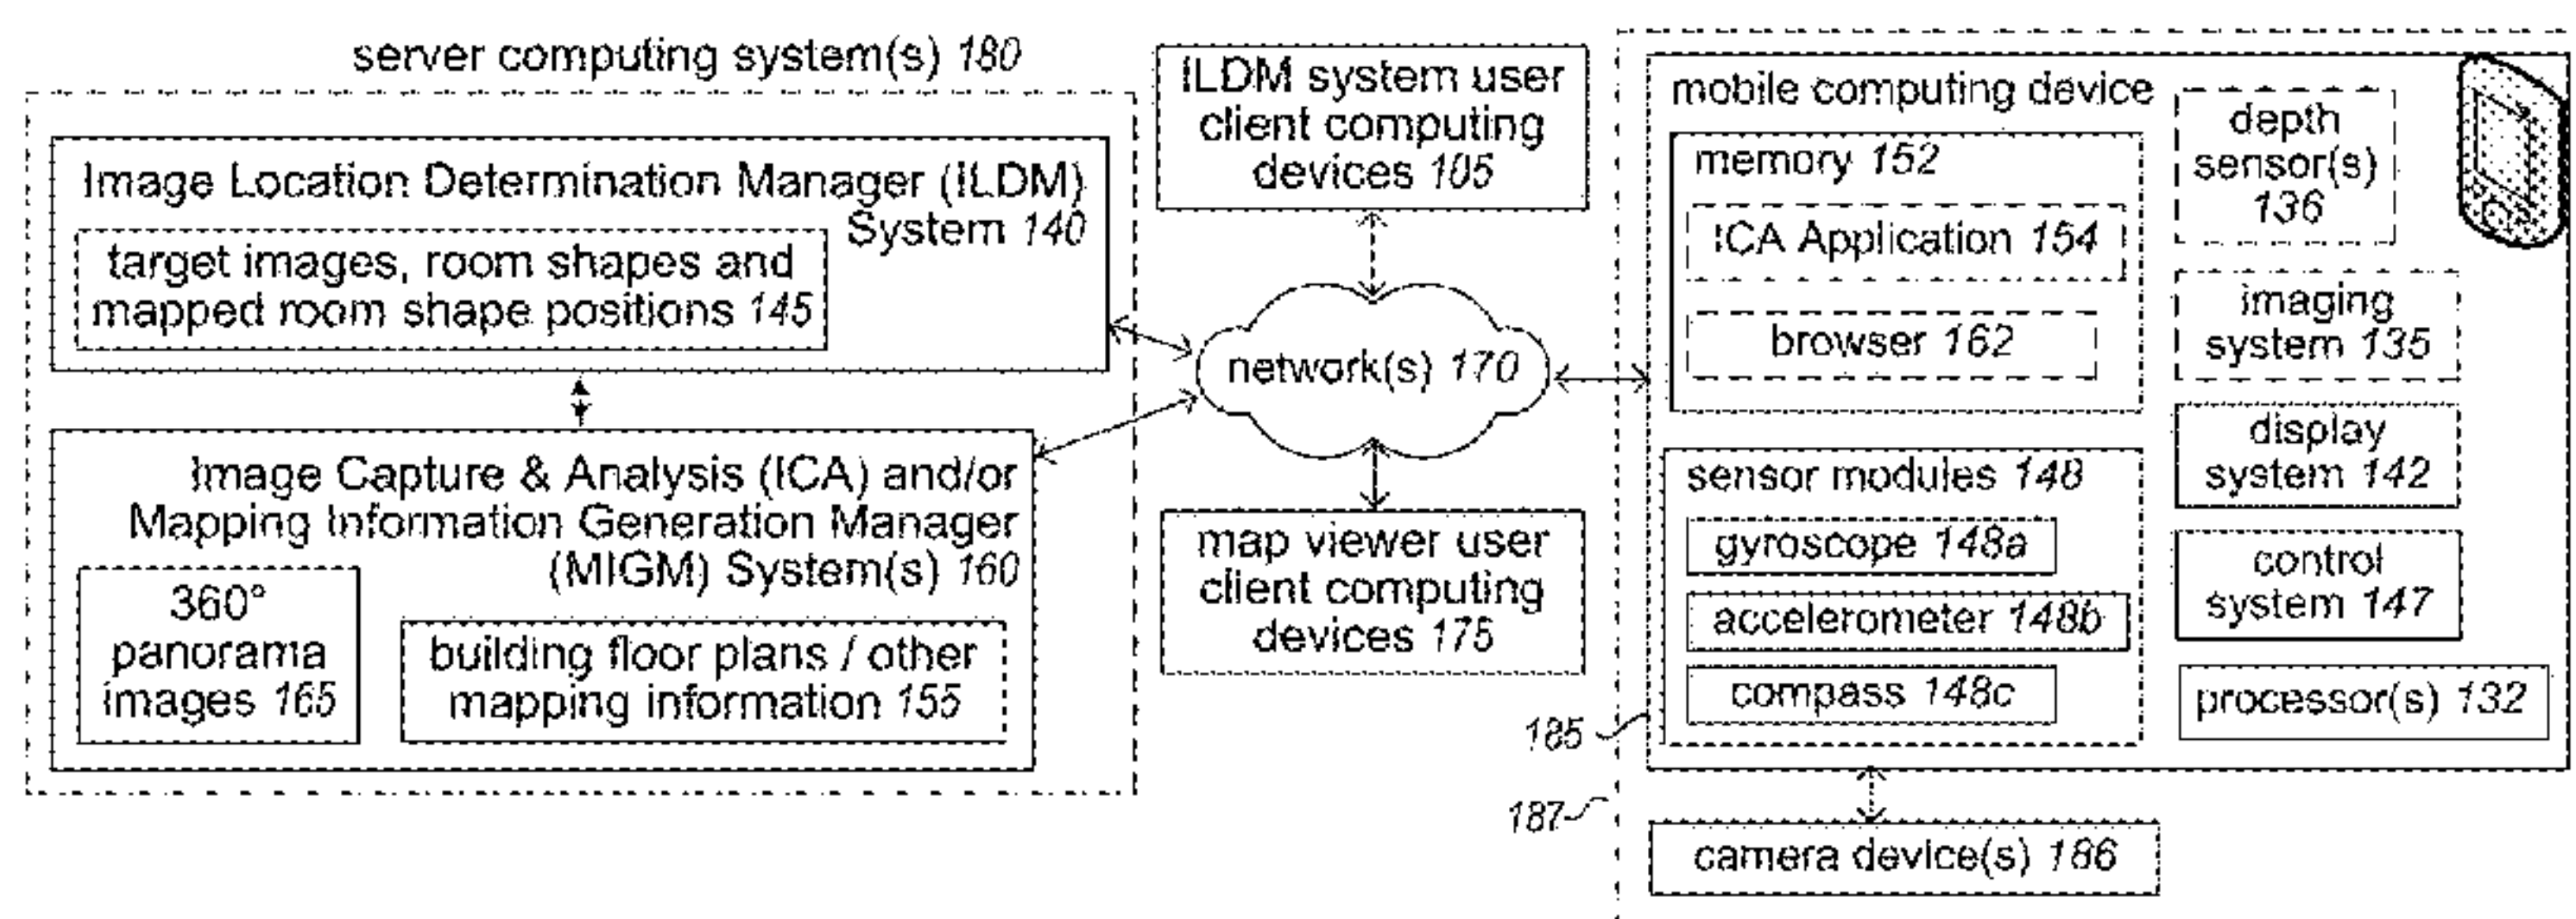 server computing system(s) 180
Image Location Determination Manager (ILDM)
System 140
target images, room shapes and
mapped room shape positions 145
Image Capture & Analysis (ICA) and/or
Mapping Information Generation Manager
(MIGM) System(s) 160
360°
panorama
images 165
building floor plans / other
mapping information 155
ILDM system user
client computing
devices 105
network(s) 170
map viewer user
client computing
devices 175
mobile computing device
memory 152
ICA Application 154
browser 162
sensor modules 148
gyroscope 148a
accelerometer 148b
compass 148c
depth
sensor(s)
136
imaging
system 135
display
system 142
control
system 147
processor(s) 132
185
187
camera device(s) 186